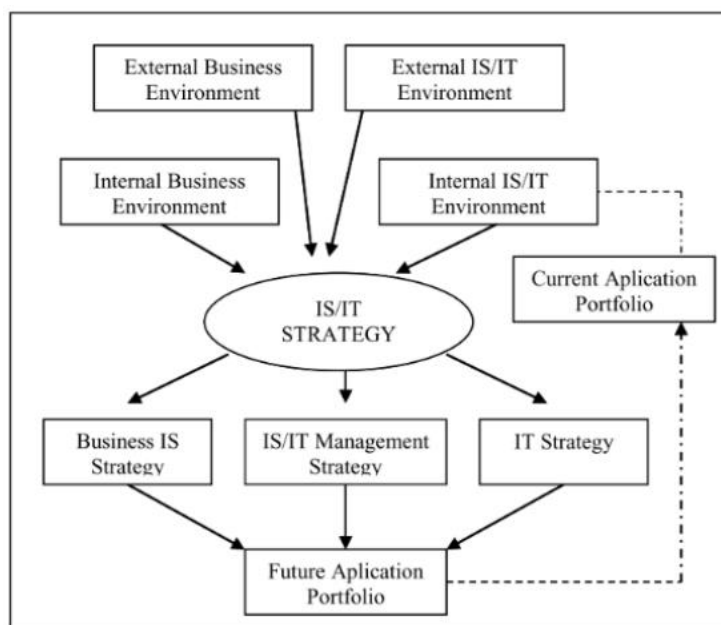 External Business
Environment
External IS/IT
Environment
Internal Business
Environment
Internal IS/IT
Environment
Current Aplication
Portfolio
IS/IT
STRATEGY
Business IS
Strategy
IS/IT Management
Strategy
IT Strategy
Future Aplication
Portfolio